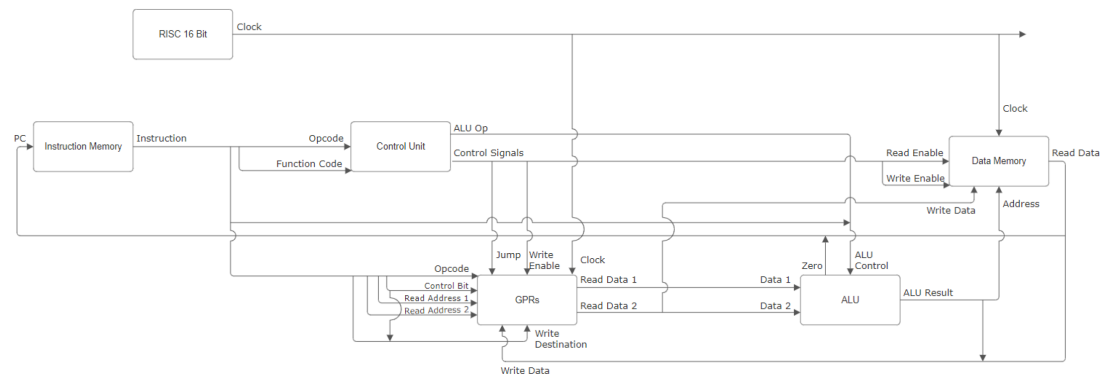 RISC 16 Bit
Clock
Clock
PC
Instruction Memory
Instruction
Opcode
Function Code
Control Unit
ALU Op
Control Signals
Read Enable
Write Enable
Data Memory
Read Data
Write Data
Address
Jump
Write
Enable
Clock
Zero
ALU
Control
Opcode
Control Bit
Read Address 1
Read Address 2
GPRs
Read Data 1
Read Data 2
Data 1
Data 2
ALU
ALU Result
Write
Destination
Write Data